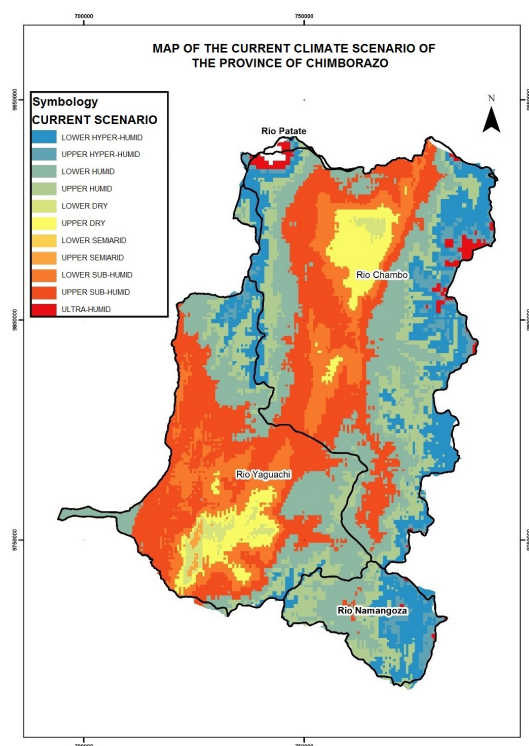 700000 750000
MAP OF THE CURRENT CLIMATE SCENARIO OF
THE PROVINCE OF CHIMBORAZO
Symbology
CURRENT SCENARIO
LOWER HYPER-HUMID
UPPER HYPER-HUMID
LOWER HUMID
UPPER HUMID
LOWER DRY
UPPER DRY
LOWER SEMIARID
UPPER SEMIARID
LOWER SUB-HUMID
UPPER SUB-HUMID
ULTRA-HUMID
N
Rio Patate
Rio Chambo
Rio Yaguachi
Rio Namangoza
9800000
9750000